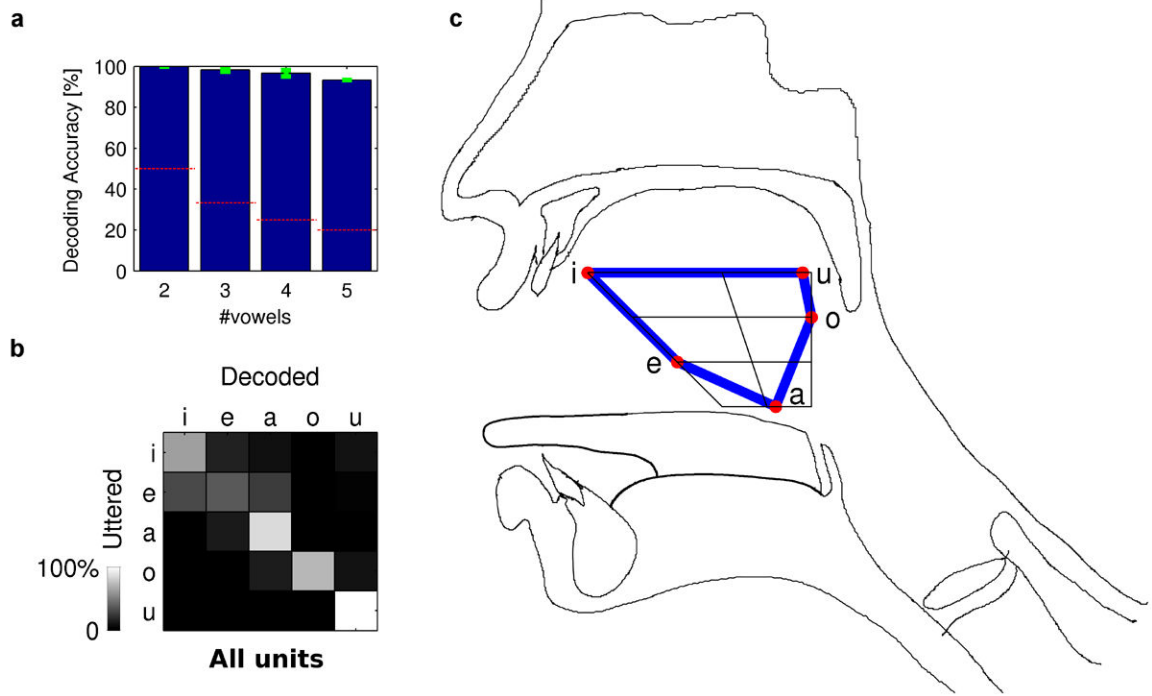 a
Decoding Accuracy [%]
100
80
60
40
20
0
2 3 4 5
#vowels
b
Decoded
i e a o u
Uttered
i
e
a
o
u
100%
0
All units
c
i
u
o
e
a